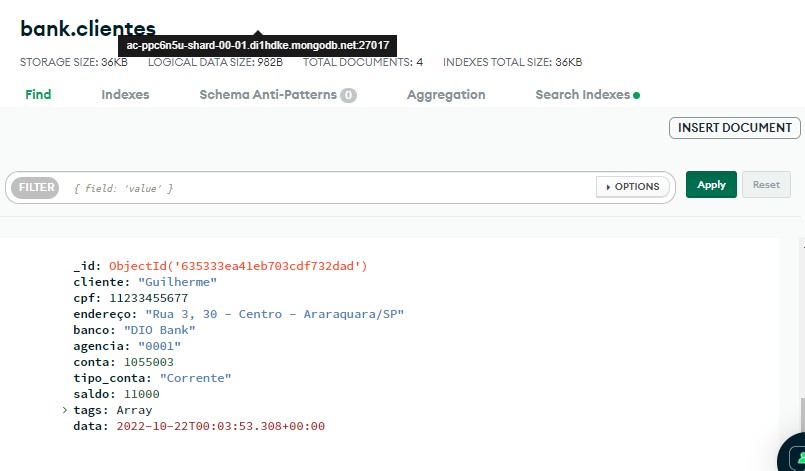 bank.clientes
ac-ppc6n5u-shard-00-01.di1hdke.mongodb.net:27017
STORAGE SIZE: 36KB LOGICAL DATA SIZE: 982B TOTAL DOCUMENTS: 4 INDEXES TOTAL SIZE: 36KB
Find Indexes Schema Anti-Patterns 0 Aggregation Search Indexes
INSERT DOCUMENT
FILTER { field: 'value' } OPTIONS Apply Reset
_id: ObjectId('635333ea41eb703cdf732dad')
cliente: "Guilherme"
cpf: 11233455677
endereço: "Rua 3, 30 - Centro - Araraquara/SP"
banco: "DIO Bank"
agencia: "0001"
conta: 1055003
tipo_conta: "Corrente"
saldo: 11000
> tags: Array
data: 2022-10-22T00:03:53.308+00:00